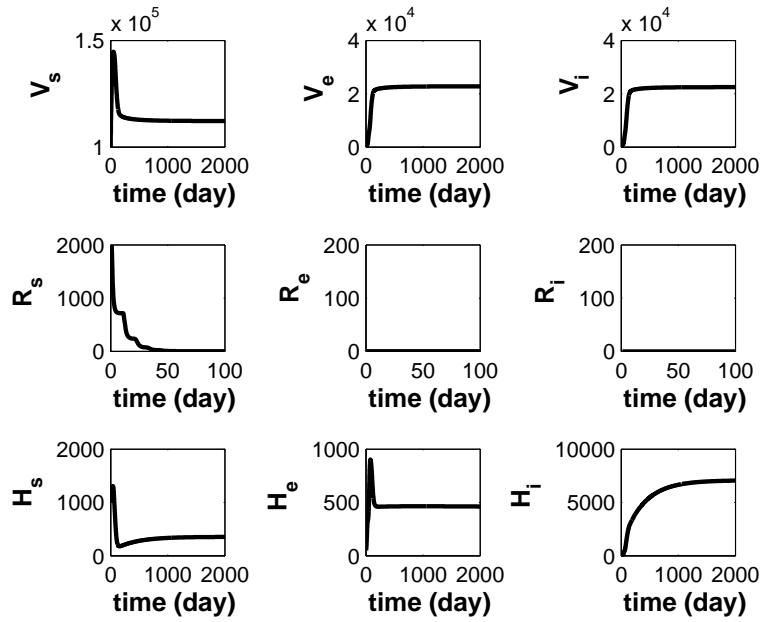 x 10^5
1.5
1
V_s
0 1000 2000
time (day)
x 10^4
4
2
0
V_e
0 1000 2000
time (day)
x 10^4
4
2
0
V_i
0 1000 2000
time (day)
2000
1000
0
R_s
0 50 100
time (day)
200
100
0
R_e
0 50 100
time (day)
200
100
0
R_i
0 50 100
time (day)
2000
1000
0
H_s
0 1000 2000
time (day)
1000
500
0
H_e
0 1000 2000
time (day)
10000
5000
0
H_i
0 1000 2000
time (day)